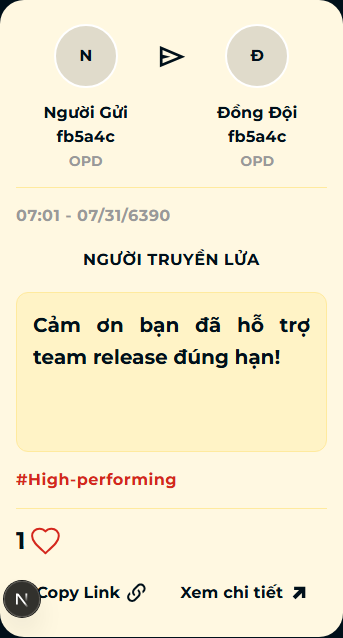 N
Đ
Người Gửi
fb5a4c
OPD
Đồng Đội
fb5a4c
OPD
07:01 - 07/31/6390
NGƯỜI TRUYỀN LỬA
Cảm ơn bạn đã hỗ trợ
team release đúng hạn!
#High-performing
1
N
Copy Link
Xem chi tiết